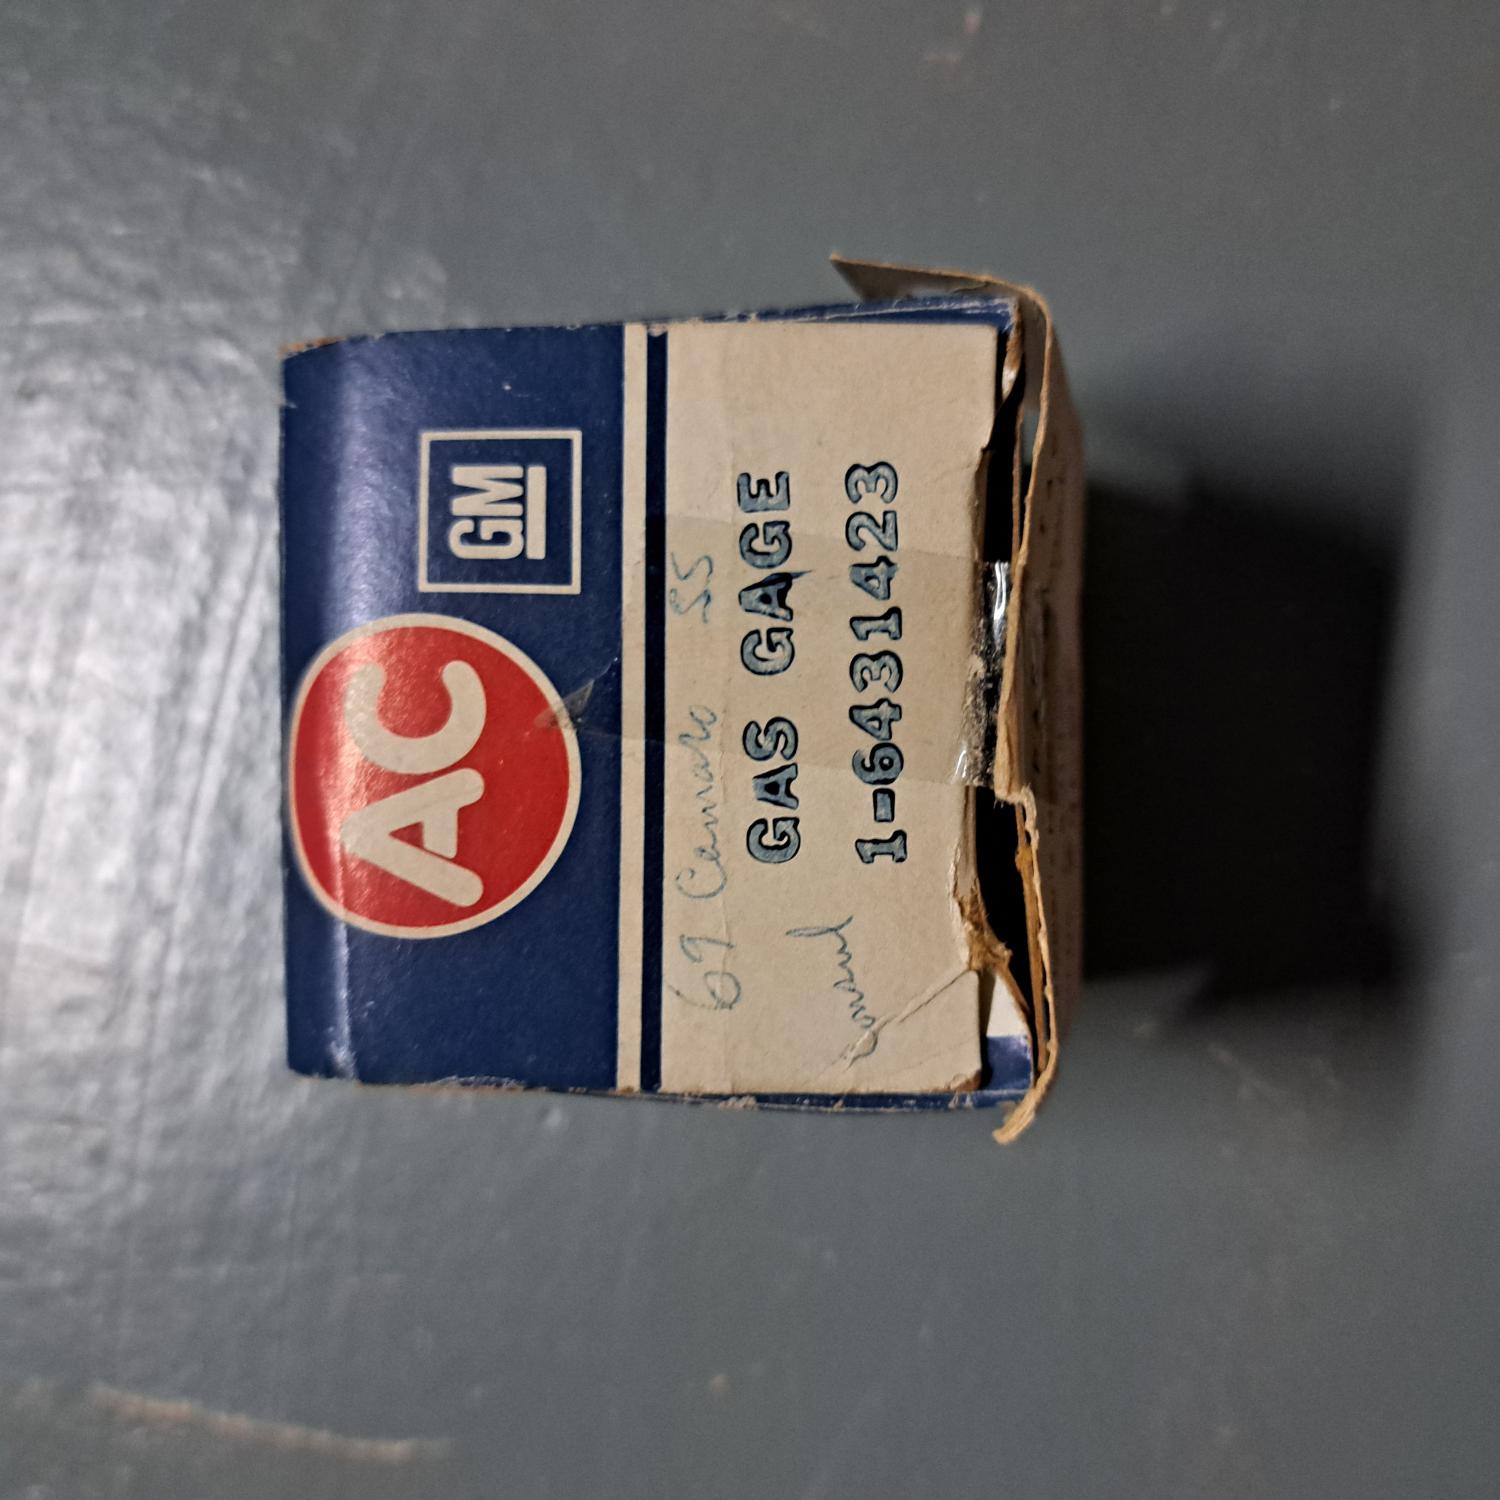 AC GM
69 Camaro SS
GAS GAGE
1-6431423